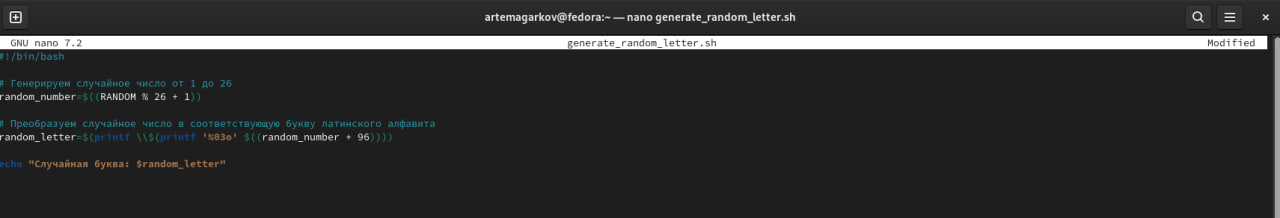 artemagarkov@fedora:~ — nano generate_random_letter.sh
GNU nano 7.2 generate_random_letter.sh Modified
#!/bin/bash
# Генерируем случайное число от 1 до 26
random_number=$((RANDOM % 26 + 1))
# Преобразуем случайное число в соответствующую букву латинского алфавита
random_letter=$(printf \\$(printf '%03o' $((random_number + 96))))
echo "Случайная буква: $random_letter"